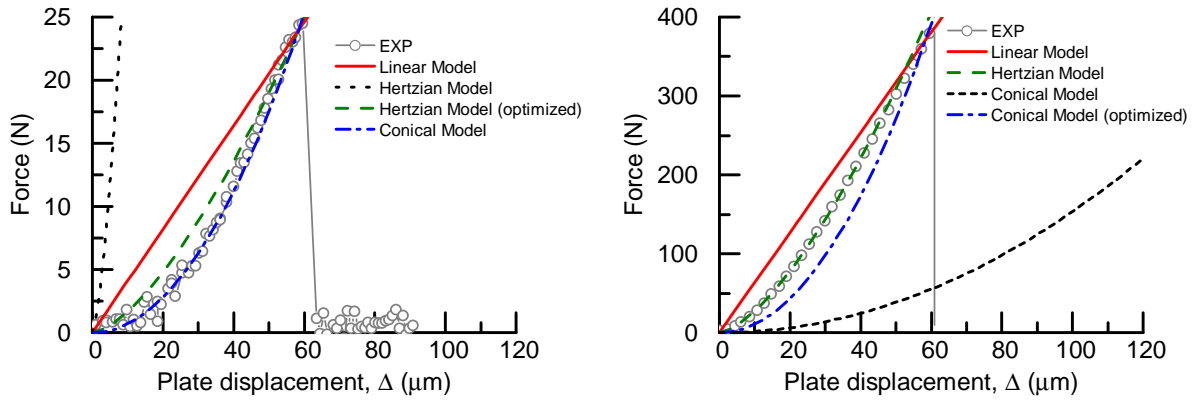 25
20
15
10
5
0
Force (N)
EXP
Linear Model
Hertzian Model
Hertzian Model (optimized)
Conical Model
0 20 40 60 80 100 120
Plate displacement, Δ (μm)
400
300
200
100
0
Force (N)
EXP
Linear Model
Hertzian Model
Conical Model
Conical Model (optimized)
0 20 40 60 80 100 120
Plate displacement, Δ (μm)